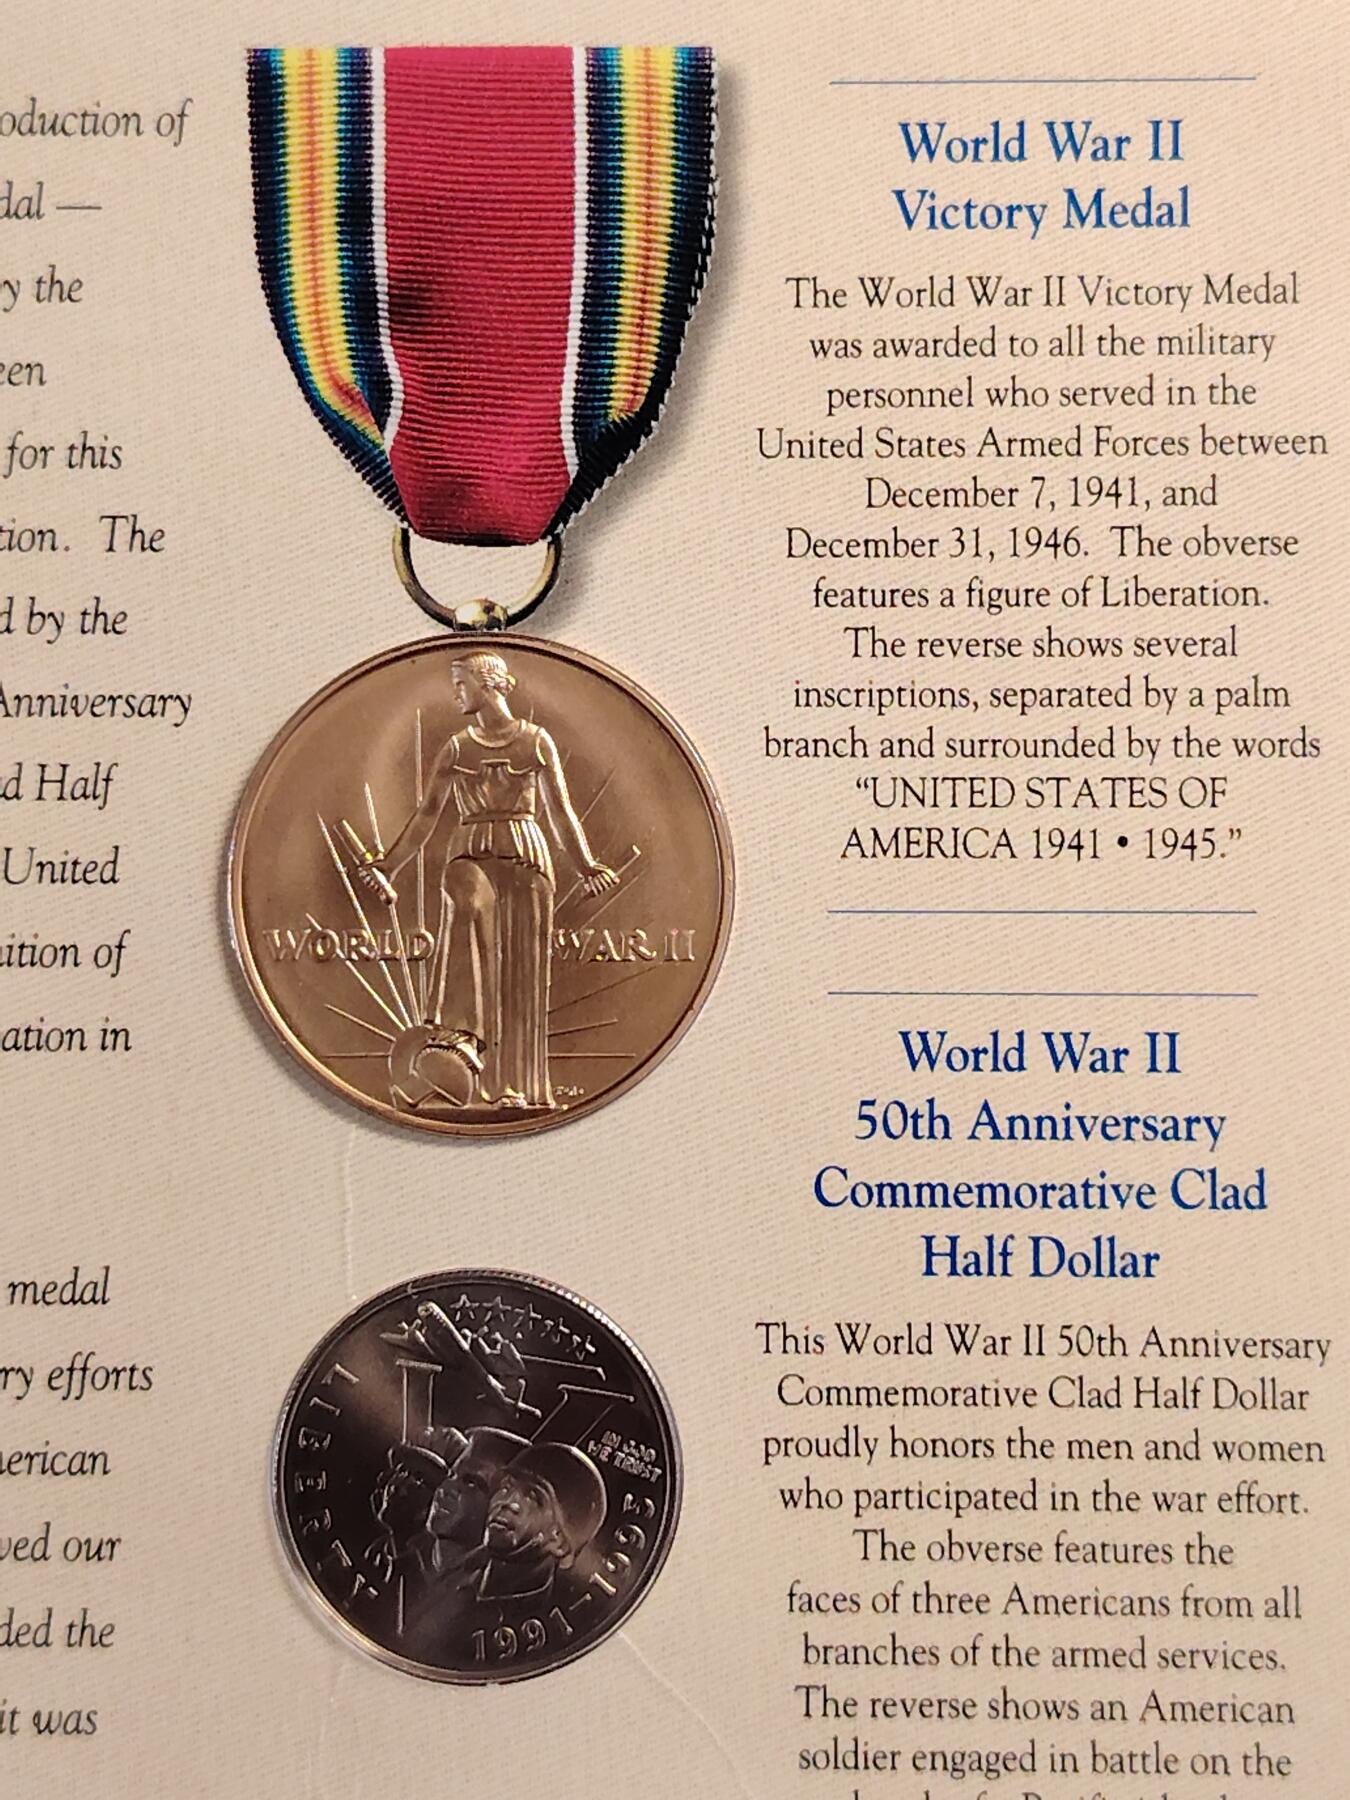 oduction of
dal —
y the
een
for this
tion. The
d by the
Anniversary
d Half
United
ition of
ation in
medal
ry efforts
erican
ved our
ded the
it was
WORLD WAR II
LIBERTY
IN GOD
WE TRUST
1991-1995
World War II
Victory Medal
The World War II Victory Medal
was awarded to all the military
personnel who served in the
United States Armed Forces between
December 7, 1941, and
December 31, 1946. The obverse
features a figure of Liberation.
The reverse shows several
inscriptions, separated by a palm
branch and surrounded by the words
“UNITED STATES OF
AMERICA 1941 • 1945.”
World War II
50th Anniversary
Commemorative Clad
Half Dollar
This World War II 50th Anniversary
Commemorative Clad Half Dollar
proudly honors the men and women
who participated in the war effort.
The obverse features the
faces of three Americans from all
branches of the armed services.
The reverse shows an American
soldier engaged in battle on the